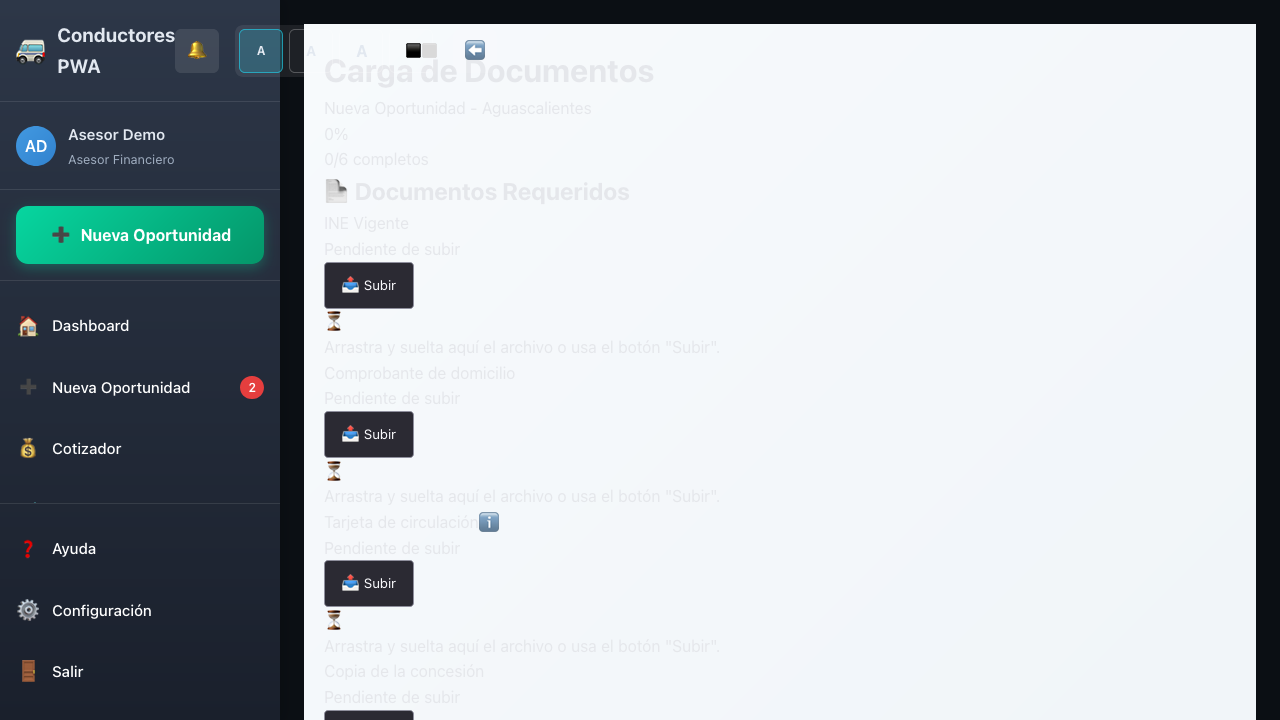 Conductores
PWA
A
A
A
AD
Asesor Demo
Asesor Financiero
Nueva Oportunidad
Dashboard
Nueva Oportunidad
2
Cotizador
Ayuda
Configuración
Salir
Carga de Documentos
Nueva Oportunidad - Aguascalientes
0%
0/6 completos
Documentos Requeridos
INE Vigente
Pendiente de subir
Subir
Arrastra y suelta aquí el archivo o usa el botón "Subir".
Comprobante de domicilio
Pendiente de subir
Subir
Arrastra y suelta aquí el archivo o usa el botón "Subir".
Tarjeta de circulación
Pendiente de subir
Subir
Arrastra y suelta aquí el archivo o usa el botón "Subir".
Copia de la concesión
Pendiente de subir